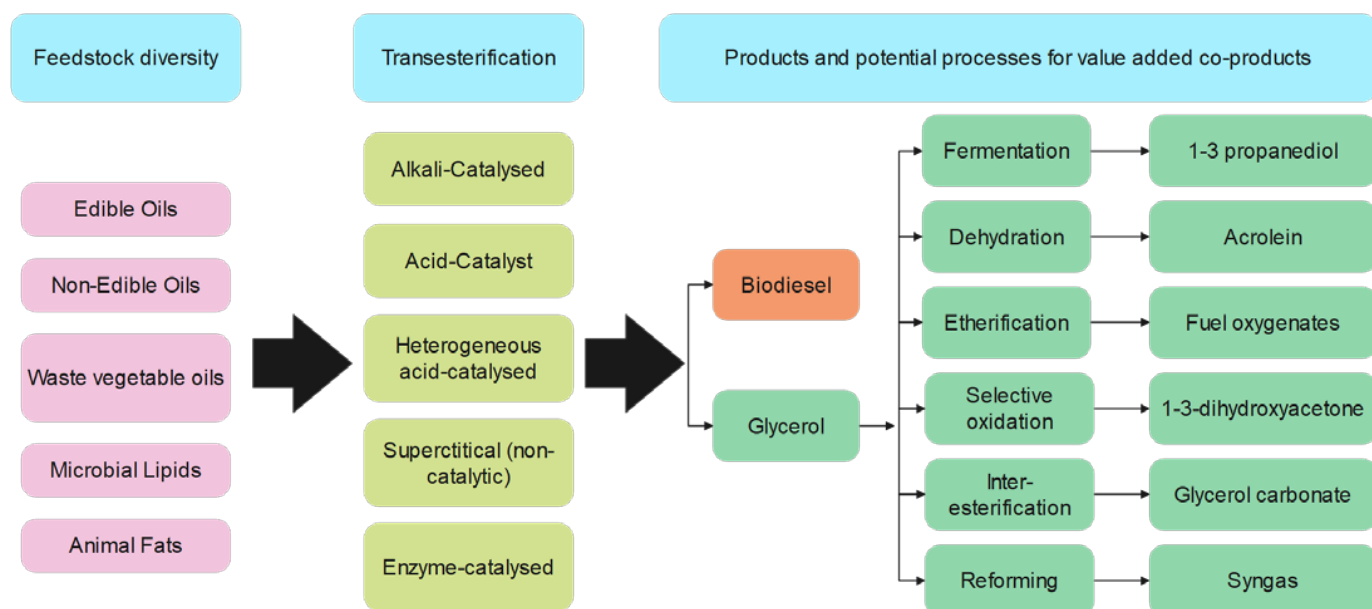 Feedstock diversity
Transesterification
Products and potential processes for value added co-products
Edible Oils
Non-Edible Oils
Waste vegetable oils
Microbial Lipids
Animal Fats
Alkali-Catalysed
Acid-Catalyst
Heterogeneous
acid-catalysed
Superctitical (non-
catalytic)
Enzyme-catalysed
Biodiesel
Glycerol
Fermentation
1-3 propanediol
Dehydration
Acrolein
Etherification
Fuel oxygenates
Selective
oxidation
1-3-dihydroxyacetone
Inter-
esterification
Glycerol carbonate
Reforming
Syngas